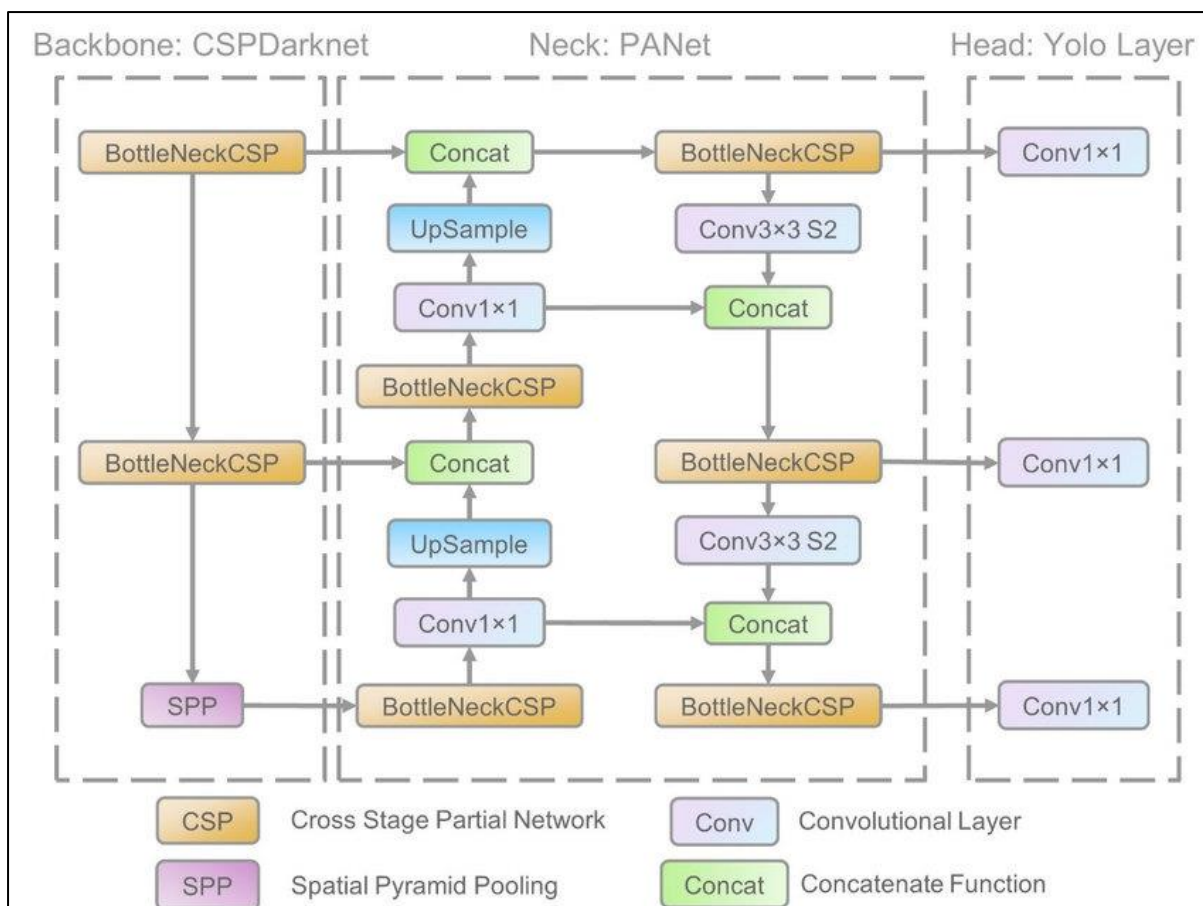 Backbone: CSPDarknet
Neck: PANet
Head: Yolo Layer
BottleNeckCSP
Concat
BottleNeckCSP
Conv1×1
UpSample
Conv3×3 S2
Conv1×1
Concat
BottleNeckCSP
BottleNeckCSP
Concat
BottleNeckCSP
Conv1×1
UpSample
Conv3×3 S2
Conv1×1
Concat
SPP
BottleNeckCSP
BottleNeckCSP
Conv1×1
CSP
Cross Stage Partial Network
Conv
Convolutional Layer
SPP
Spatial Pyramid Pooling
Concat
Concatenate Function